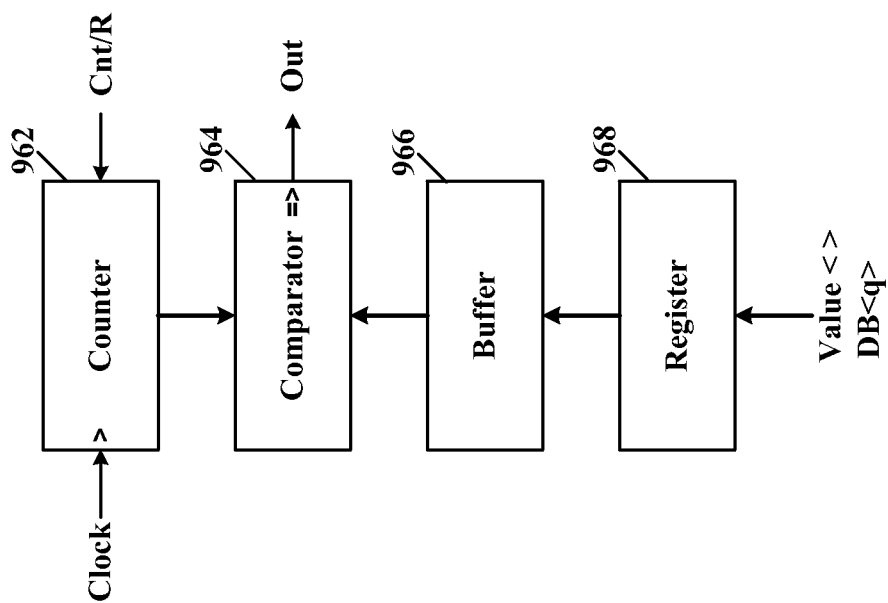 962
Cnt/R
Clock
> Counter
964
Comparator =>
Out
966
Buffer
968
Register
Value < >
DB<q>